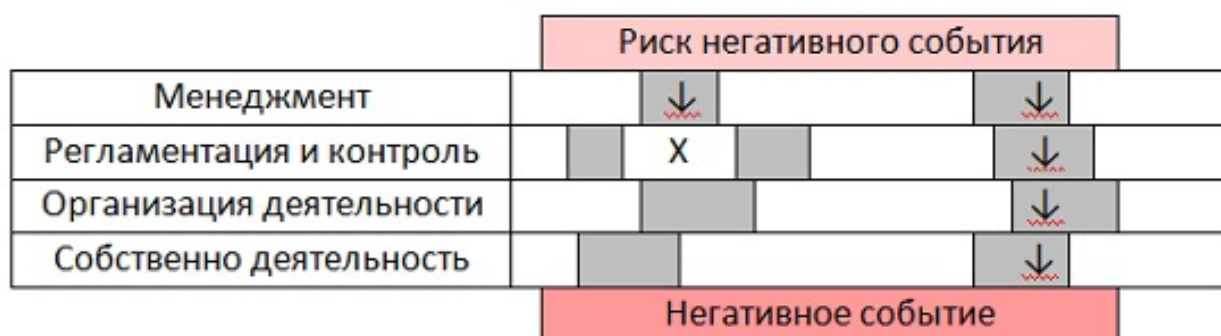 Риск негативного события
Менеджмент ↓ ↓
Регламентация и контроль X ↓
Организация деятельности ↓
Собственно деятельность ↓
Негативное событие